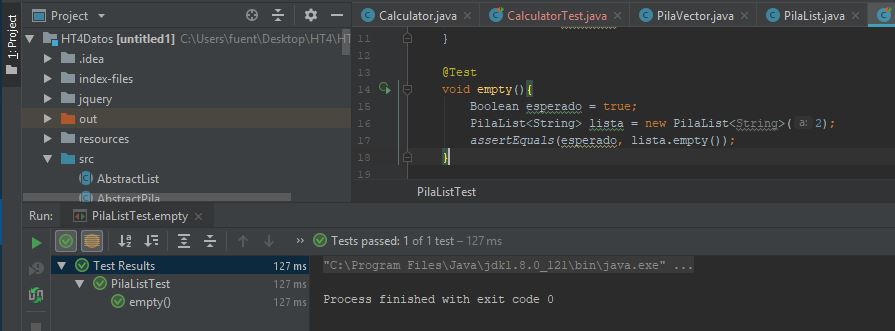 Project
Calculator.java
CalculatorTest.java
PilaVector.java
PilaList.java
1: Project
HT4Datos [untitled1] C:\Users\fuent\Desktop\HT4\HT
.idea
index-files
jquery
out
resources
src
AbstractList
AbstractPila
11 }
12
13 @Test
14 void empty(){
15 Boolean esperado = true;
16 PilaList<String> lista = new PilaList<String>( a: 2);
17 assertEquals(esperado, lista.empty());
18 }
19
PilaListTest
Run: PilaListTest.empty
» Tests passed: 1 of 1 test – 127 ms
Test Results 127 ms
PilaListTest 127 ms
empty() 127 ms
"C:\Program Files\Java\jdk1.8.0_121\bin\java.exe" ...
Process finished with exit code 0